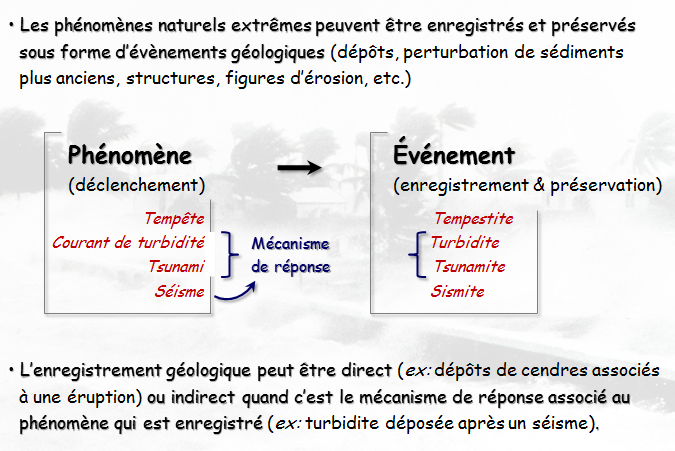 • Les phénomènes naturels extrêmes peuvent être enregistrés et préservés
sous forme d'évènements géologiques (dépôts, perturbation de sédiments
plus anciens, structures, figures d'érosion, etc.)
Phénomène
(déclenchement)
Tempête
Courant de turbidité
Tsunami
Séisme
Mécanisme
de réponse
Événement
(enregistrement & préservation)
Tempestite
Turbidite
Tsunamite
Sismite
• L'enregistrement géologique peut être direct (ex: dépôts de cendres associés
à une éruption) ou indirect quand c'est le mécanisme de réponse associé au
phénomène qui est enregistré (ex: turbidite déposée après un séisme).